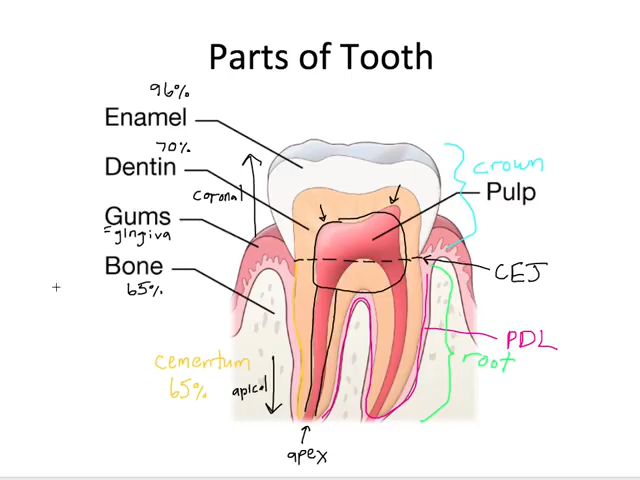 Parts of Tooth
96%
Enamel
70%
Dentin
crown
coronal
Pulp
Gums
= gingiva
Bone
CEJ
65%
PDL
cementum
root
65%
apical
apex